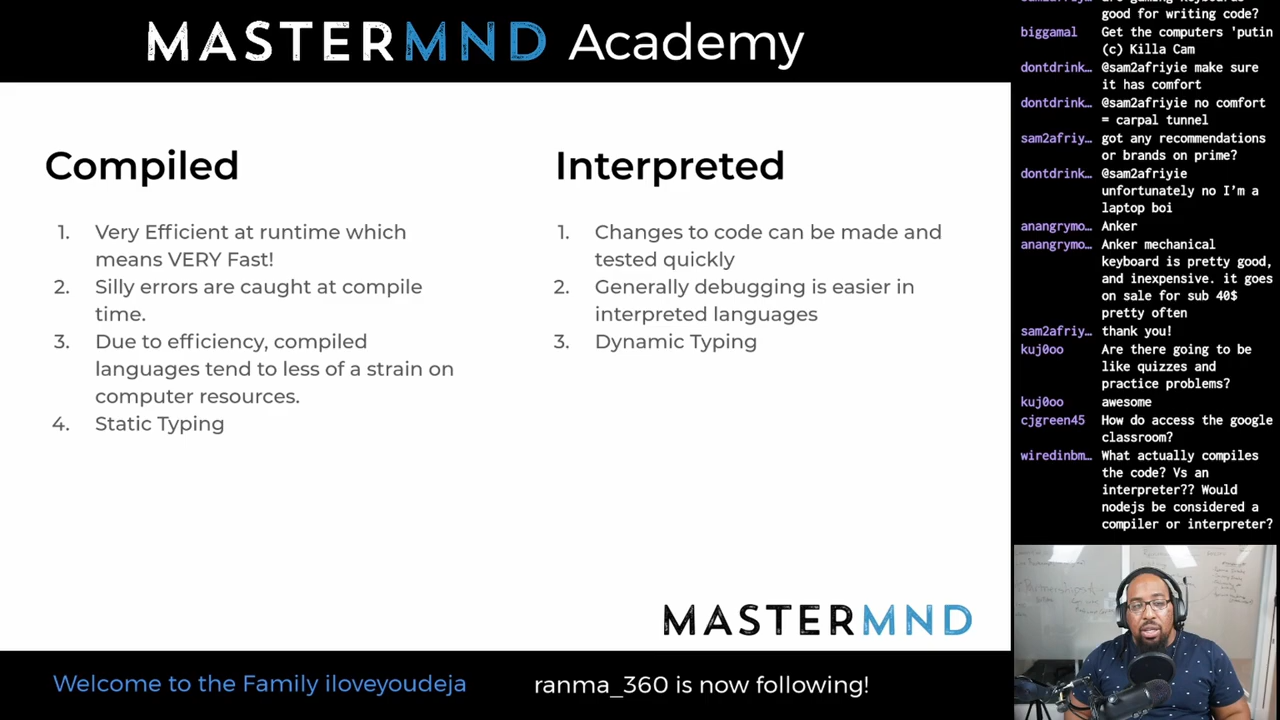 MASTERMND Academy
Compiled
1. Very Efficient at runtime which
means VERY Fast!
2. Silly errors are caught at compile
time.
3. Due to efficiency, compiled
languages tend to less of a strain on
computer resources.
4. Static Typing
Interpreted
1. Changes to code can be made and
tested quickly
2. Generally debugging is easier in
interpreted languages
3. Dynamic Typing
MASTERMND
Welcome to the Family iloveyoudeja
ranma_360 is now following!
good for writing code?
biggamal Get the computers 'putin
(c) Killa Cam
dontdrink… @sam2afriyie make sure
it has comfort
dontdrink… @sam2afriyie no comfort
= carpal tunnel
sam2afriy… got any recommendations
or brands on prime?
dontdrink… @sam2afriyie
unfortunately no I'm a
laptop boi
anangrymo… Anker
anangrymo… Anker mechanical
keyboard is pretty good,
and inexpensive. it goes
on sale for sub 40$
pretty often
sam2afriy… thank you!
kuj0oo Are there going to be
like quizzes and
practice problems?
kuj0oo awesome
cjgreen45 How do access the google
classroom?
wiredinbm… What actually compiles
the code? Vs an
interpreter?? Would
nodejs be considered a
compiler or interpreter?